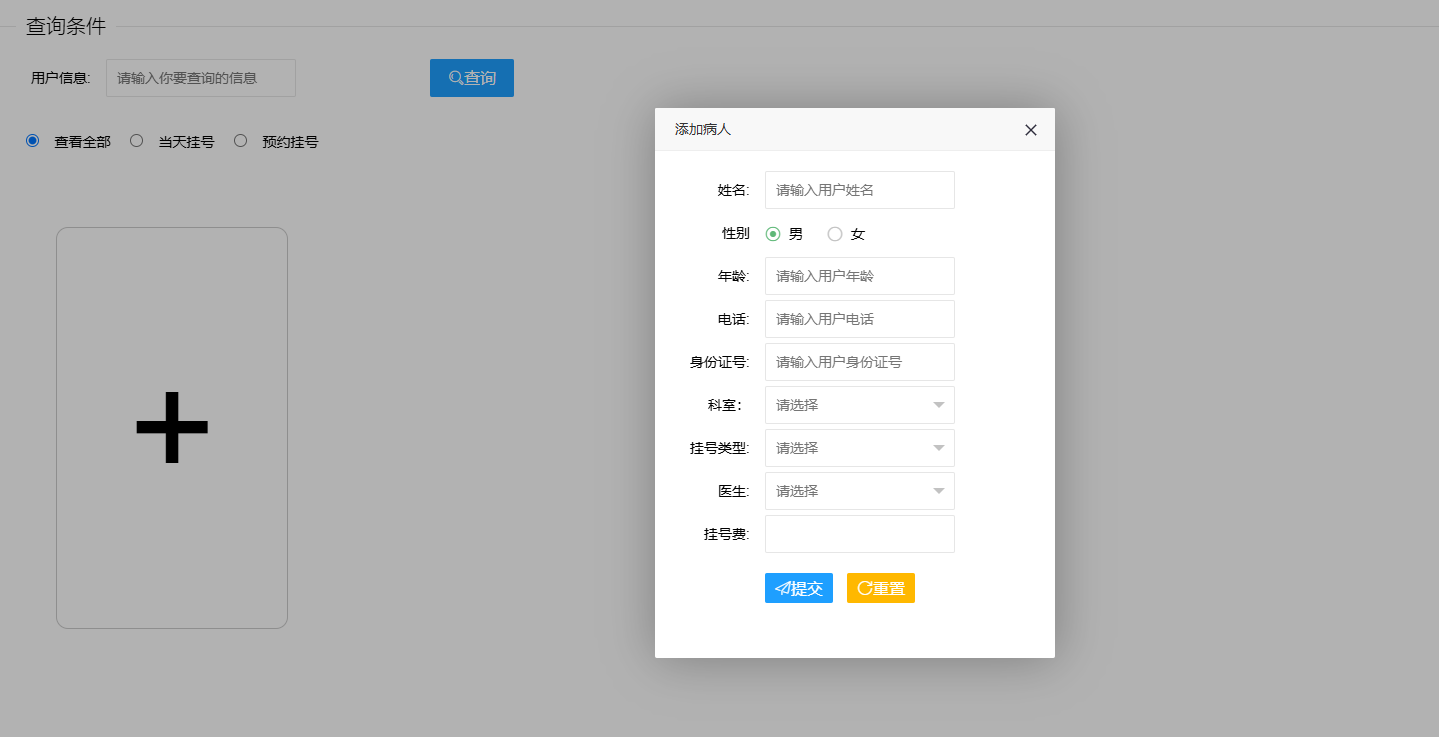 查询条件
用户信息: 请输入你要查询的信息 查询
查看全部 当天挂号 预约挂号
添加病人
姓名: 请输入用户姓名
性别 男 女
年龄: 请输入用户年龄
电话: 请输入用户电话
身份证号: 请输入用户身份证号
科室: 请选择
挂号类型: 请选择
医生: 请选择
挂号费:
提交 重置